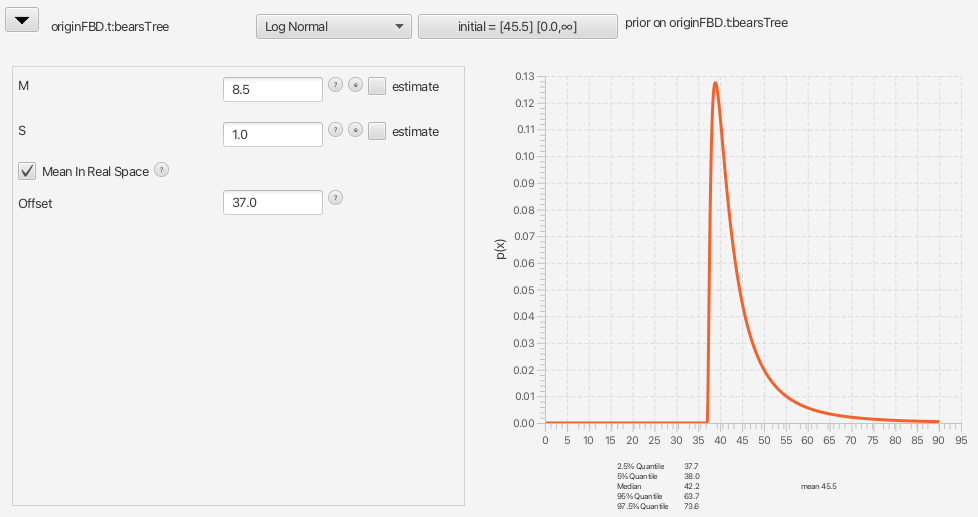 originFBD.t:bearsTree
Log Normal
initial = [45.5] [0.0,∞]
prior on originFBD.t:bearsTree
M
8.5
?
e
estimate
S
1.0
?
e
estimate
Mean In Real Space
?
Offset
37.0
?
p(x)
0.13
0.12
0.11
0.10
0.09
0.08
0.07
0.06
0.05
0.04
0.03
0.02
0.01
0.00
0 5 10 15 20 25 30 35 40 45 50 55 60 65 70 75 80 85 90 95
2.5% Quantile 37.7
5% Quantile 38.0
Median 42.2
95% Quantile 63.7
97.5% Quantile 73.6
mean 45.5